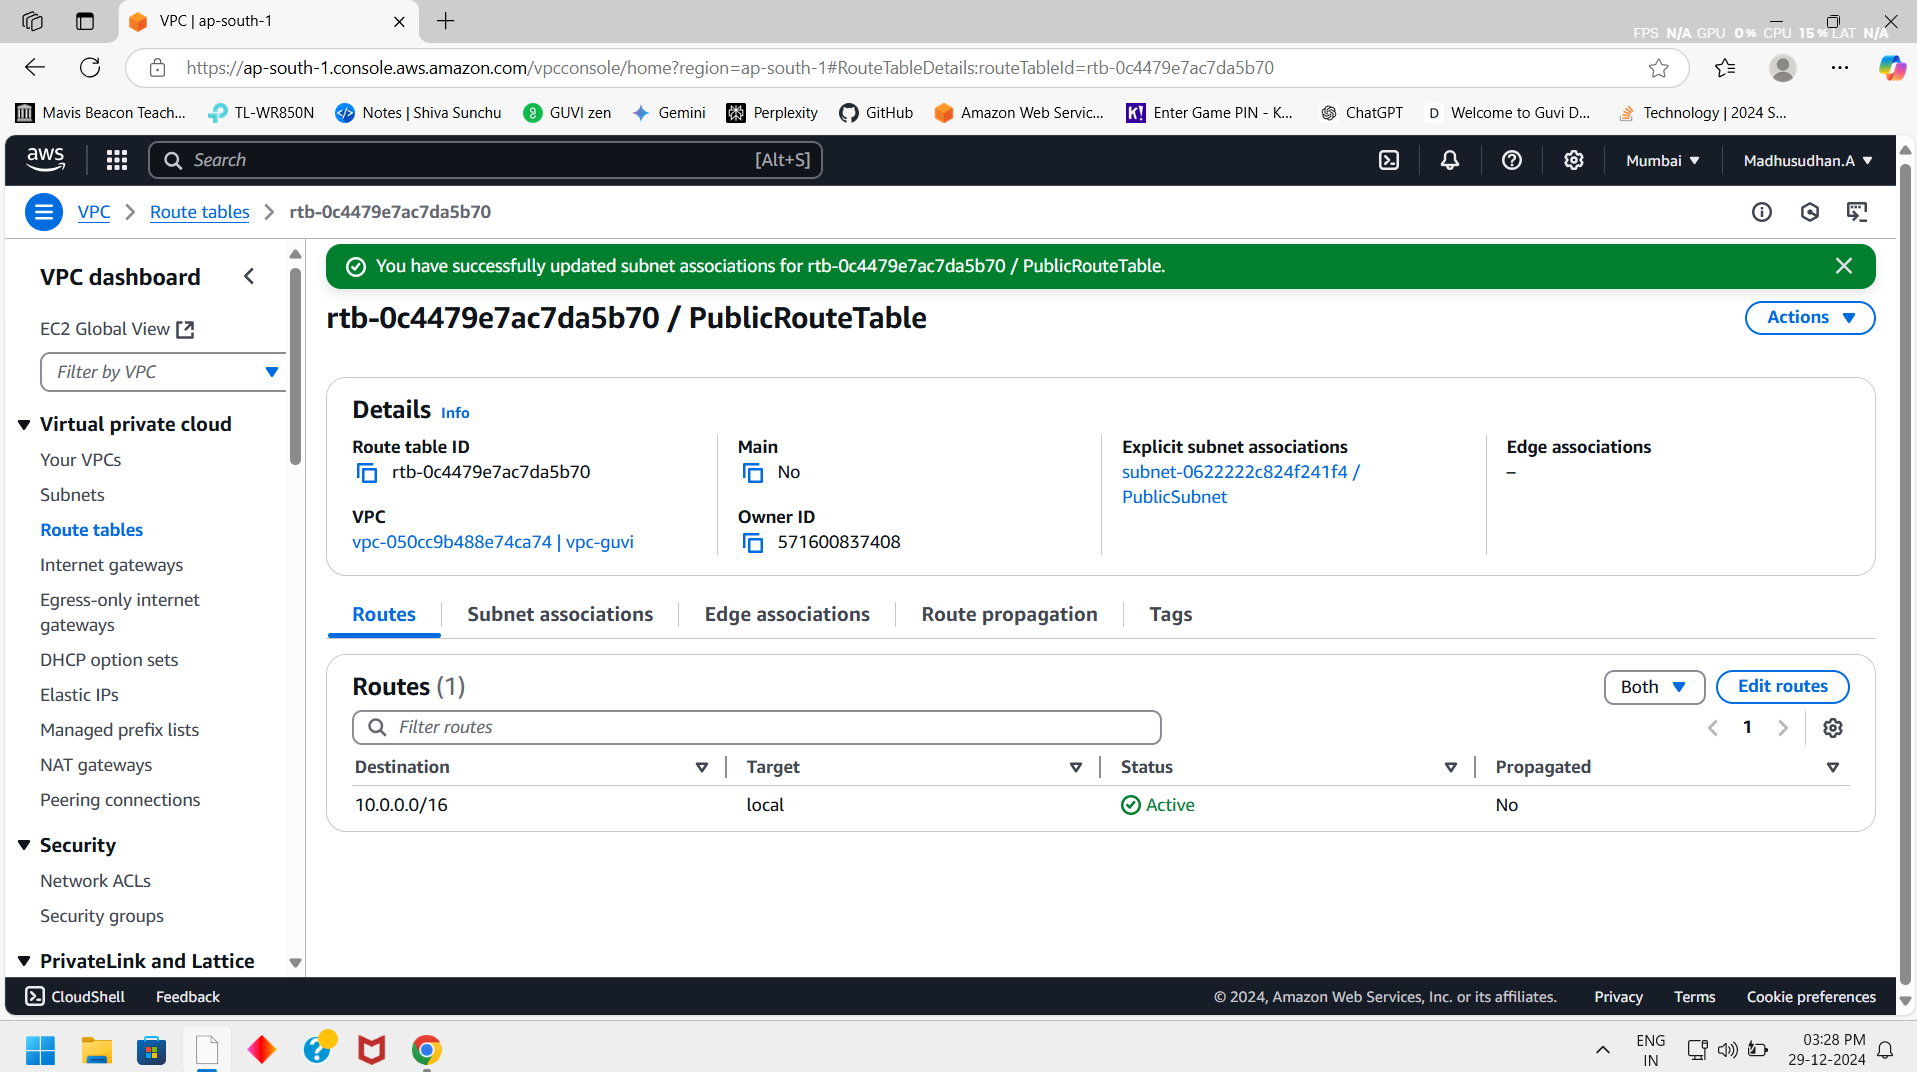 VPC | ap-south-1
FPS N/A GPU 0% CPU 15% LAT N/A
https://ap-south-1.console.aws.amazon.com/vpcconsole/home?region=ap-south-1#RouteTableDetails:routeTableId=rtb-0c4479e7ac7da5b70
Mavis Beacon Teach... TL-WR850N Notes | Shiva Sunchu GUVI zen Gemini Perplexity GitHub Amazon Web Servic... K! Enter Game PIN - K... ChatGPT D Welcome to Guvi D... Technology | 2024 S...
aws Search [Alt+S] Mumbai Madhusudhan.A
VPC Route tables rtb-0c4479e7ac7da5b70
VPC dashboard
EC2 Global View
Filter by VPC
Virtual private cloud
Your VPCs
Subnets
Route tables
Internet gateways
Egress-only internet
gateways
DHCP option sets
Elastic IPs
Managed prefix lists
NAT gateways
Peering connections
Security
Network ACLs
Security groups
PrivateLink and Lattice
You have successfully updated subnet associations for rtb-0c4479e7ac7da5b70 / PublicRouteTable.
rtb-0c4479e7ac7da5b70 / PublicRouteTable
Actions
Details Info
Route table ID
rtb-0c4479e7ac7da5b70
VPC
vpc-050cc9b488e74ca74 | vpc-guvi
Main
No
Owner ID
571600837408
Explicit subnet associations
subnet-0622222c824f241f4 /
PublicSubnet
Edge associations
–
Routes Subnet associations Edge associations Route propagation Tags
Routes (1)
Both Edit routes
Filter routes
1
Destination Target Status Propagated
10.0.0.0/16 local Active No
CloudShell Feedback © 2024, Amazon Web Services, Inc. or its affiliates. Privacy Terms Cookie preferences
ENG
IN
03:28 PM
29-12-2024